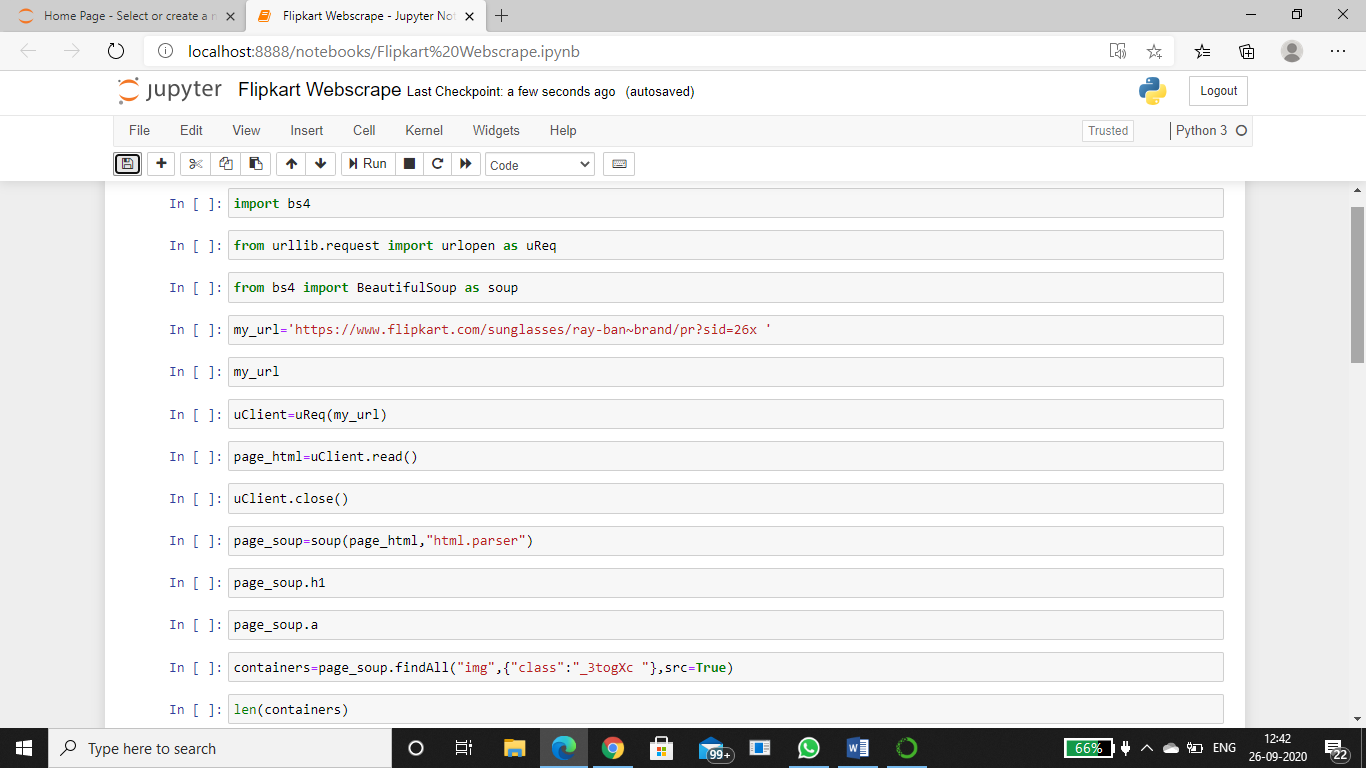 Home Page - Select or create a n
Flipkart Webscrape - Jupyter Not
localhost:8888/notebooks/Flipkart%20Webscrape.ipynb
jupyter Flipkart Webscrape Last Checkpoint: a few seconds ago (autosaved)
Logout
File Edit View Insert Cell Kernel Widgets Help
Trusted
Python 3
Run
Code
In [ ]: import bs4
In [ ]: from urllib.request import urlopen as uReq
In [ ]: from bs4 import BeautifulSoup as soup
In [ ]: my_url='https://www.flipkart.com/sunglasses/ray-ban~brand/pr?sid=26x '
In [ ]: my_url
In [ ]: uClient=uReq(my_url)
In [ ]: page_html=uClient.read()
In [ ]: uClient.close()
In [ ]: page_soup=soup(page_html,"html.parser")
In [ ]: page_soup.h1
In [ ]: page_soup.a
In [ ]: containers=page_soup.findAll("img",{"class":"_3togXc "},src=True)
In [ ]: len(containers)
Type here to search
99+
66%
ENG
12:42
26-09-2020
22